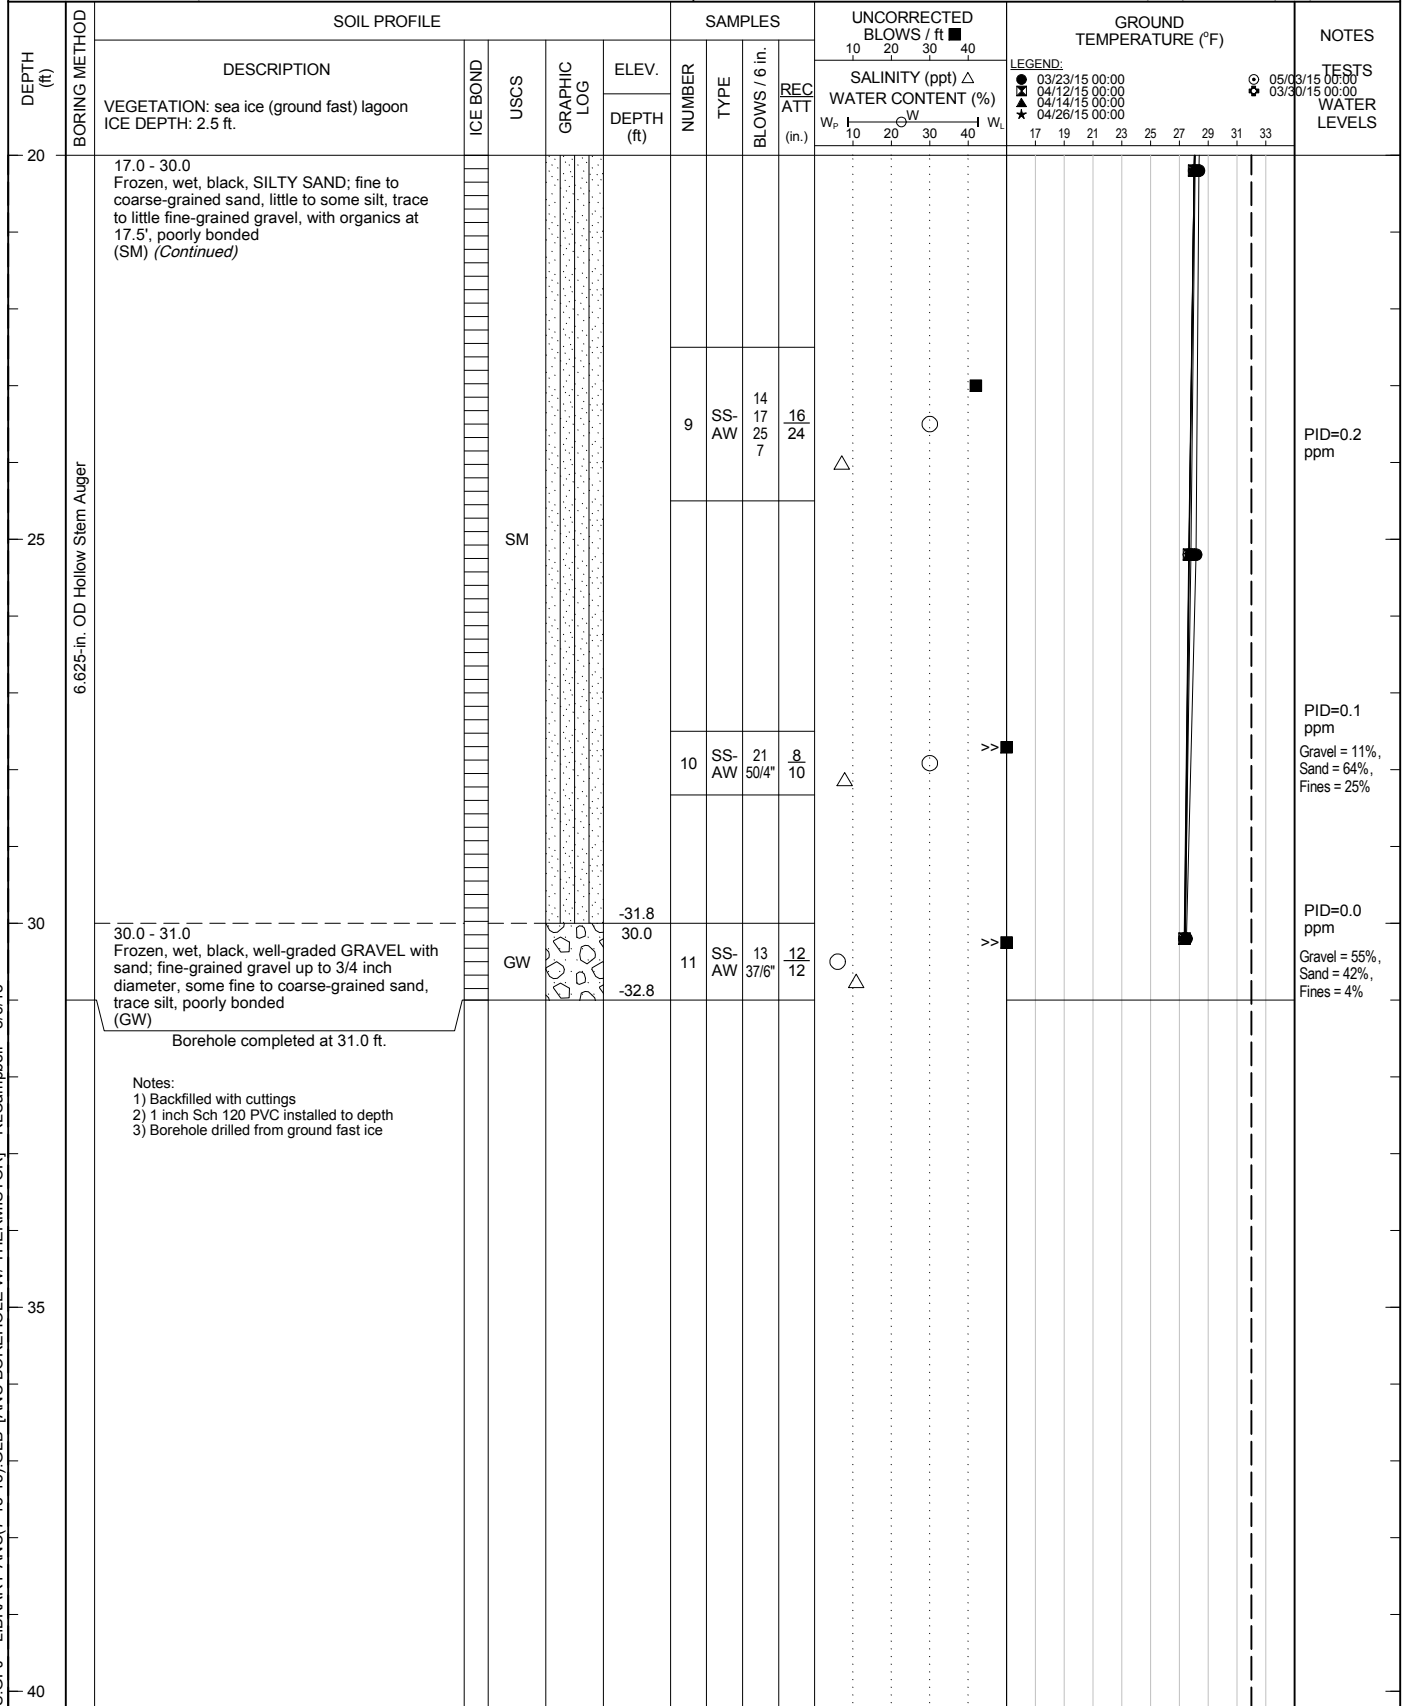 DEPTH
(ft)
BORING METHOD
SOIL PROFILE
SAMPLES
UNCORRECTED
BLOWS / ft ■
10 20 30 40
GROUND
TEMPERATURE (°F)
NOTES
DESCRIPTION
VEGETATION: sea ice (ground fast) lagoon
ICE DEPTH: 2.5 ft.
ICE BOND
USCS
GRAPHIC
LOG
ELEV.
DEPTH
(ft)
NUMBER
TYPE
BLOWS / 6 in.
REC
ATT
(in.)
SALINITY (ppt) △
WATER CONTENT (%)
WP W WL
10 20 30 40
LEGEND:
03/23/15 00:00
04/12/15 00:00
04/14/15 00:00
★ 04/26/15 00:00
05/03/15 00:00
03/30/15 00:00
17 19 21 23 25 27 29 31 33
TESTS
WATER
LEVELS
20
17.0 - 30.0
Frozen, wet, black, SILTY SAND; fine to
coarse-grained sand, little to some silt, trace
to little fine-grained gravel, with organics at
17.5', poorly bonded
(SM) (Continued)
9
SS-
AW
14
17
25
7
16
24
PID=0.2
ppm
6.625-in. OD Hollow Stem Auger
25
SM
10
SS-
AW
21
50/4"
8
10
>>
PID=0.1
ppm
Gravel = 11%,
Sand = 64%,
Fines = 25%
30
-31.8
30.0
30.0 - 31.0
Frozen, wet, black, well-graded GRAVEL with
sand; fine-grained gravel up to 3/4 inch
diameter, some fine to coarse-grained sand,
trace silt, poorly bonded
(GW)
GW
-32.8
11
SS-
AW
13
37/6"
12
12
>>
PID=0.0
ppm
Gravel = 55%,
Sand = 42%,
Fines = 4%
Borehole completed at 31.0 ft.
Notes:
1) Backfilled with cuttings
2) 1 inch Sch 120 PVC installed to depth
3) Borehole drilled from ground fast ice
35
40